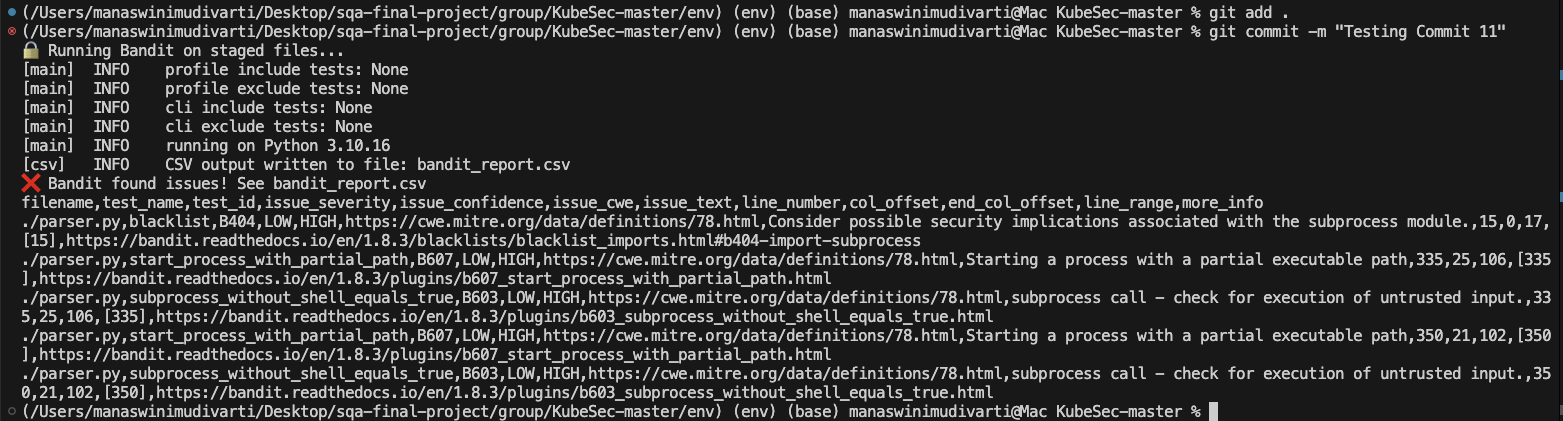 (/Users/manaswinimudivarti/Desktop/sqa-final-project/group/KubeSec-master/env) (env) (base) manaswinimudivarti@Mac KubeSec-master % git add .
(/Users/manaswinimudivarti/Desktop/sqa-final-project/group/KubeSec-master/env) (env) (base) manaswinimudivarti@Mac KubeSec-master % git commit -m "Testing Commit 11"
🔒 Running Bandit on staged files...
[main]  INFO    profile include tests: None
[main]  INFO    profile exclude tests: None
[main]  INFO    cli include tests: None
[main]  INFO    cli exclude tests: None
[main]  INFO    running on Python 3.10.16
[csv]   INFO    CSV output written to file: bandit_report.csv
❌ Bandit found issues! See bandit_report.csv
filename,test_name,test_id,issue_severity,issue_confidence,issue_cwe,issue_text,line_number,col_offset,end_col_offset,line_range,more_info
./parser.py,blacklist,B404,LOW,HIGH,https://cwe.mitre.org/data/definitions/78.html,Consider possible security implications associated with the subprocess module.,15,0,17,
[15],https://bandit.readthedocs.io/en/1.8.3/blacklists/blacklist_imports.html#b404-import-subprocess
./parser.py,start_process_with_partial_path,B607,LOW,HIGH,https://cwe.mitre.org/data/definitions/78.html,Starting a process with a partial executable path,335,25,106,[335
],https://bandit.readthedocs.io/en/1.8.3/plugins/b607_start_process_with_partial_path.html
./parser.py,subprocess_without_shell_equals_true,B603,LOW,HIGH,https://cwe.mitre.org/data/definitions/78.html,subprocess call - check for execution of untrusted input.,33
5,25,106,[335],https://bandit.readthedocs.io/en/1.8.3/plugins/b603_subprocess_without_shell_equals_true.html
./parser.py,start_process_with_partial_path,B607,LOW,HIGH,https://cwe.mitre.org/data/definitions/78.html,Starting a process with a partial executable path,350,21,102,[350
],https://bandit.readthedocs.io/en/1.8.3/plugins/b607_start_process_with_partial_path.html
./parser.py,subprocess_without_shell_equals_true,B603,LOW,HIGH,https://cwe.mitre.org/data/definitions/78.html,subprocess call - check for execution of untrusted input.,35
0,21,102,[350],https://bandit.readthedocs.io/en/1.8.3/plugins/b603_subprocess_without_shell_equals_true.html
(/Users/manaswinimudivarti/Desktop/sqa-final-project/group/KubeSec-master/env) (env) (base) manaswinimudivarti@Mac KubeSec-master %